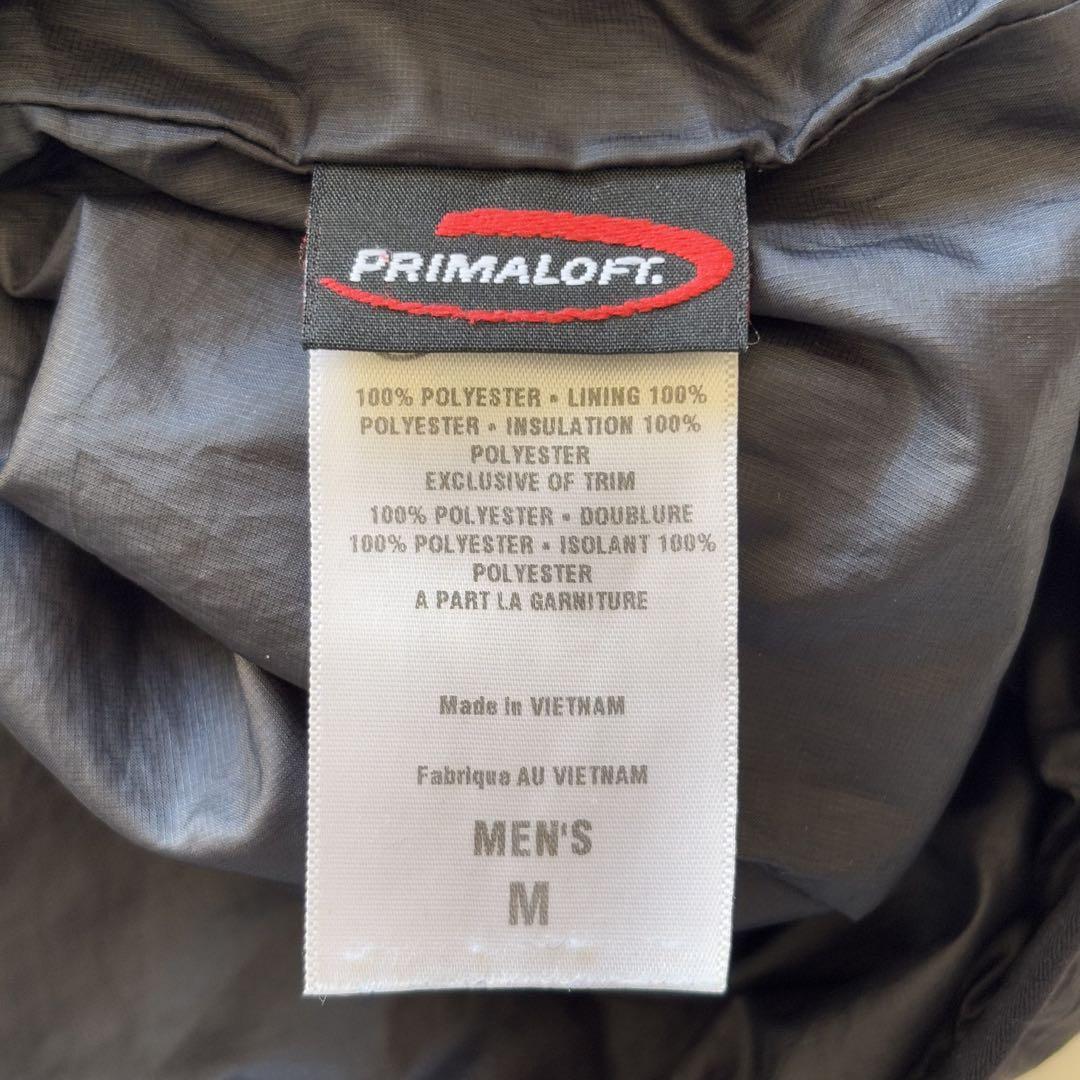 PRIMALOFT.
100% POLYESTER • LINING 100%
POLYESTER • INSULATION 100%
POLYESTER
EXCLUSIVE OF TRIM
100% POLYESTER • DOUBLURE
100% POLYESTER • ISOLANT 100%
POLYESTER
A PART LA GARNITURE
Made in VIETNAM
Fabrique AU VIETNAM
MEN'S
M